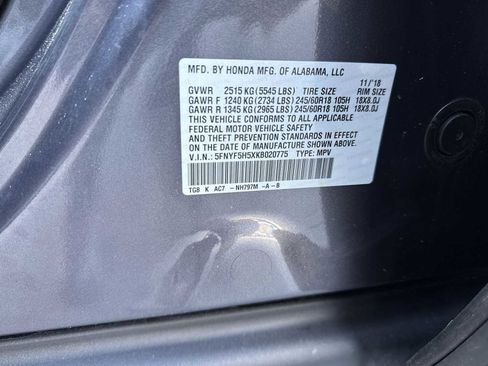 MFD. BY HONDA MFG. OF ALABAMA, LLC
GVWR 2515 KG (5545 LBS) TIRE SIZE 11/'18 RIM SIZE
GAWR F 1240 KG (2734 LBS) 245/60R18 105H 18X8.0J
GAWR R 1345 KG (2965 LBS) 245/60R18 105H 18X8.0J
THIS VEHICLE CONFORMS TO ALL APPLICABLE
FEDERAL MOTOR VEHICLE SAFETY, BUMPER,
AND THEFT PREVENTION STANDARDS IN EFFECT
ON THE DATE OF MANUFACTURE SHOWN ABOVE.
V.I.N.: 5FNYF5H5XKB020775 TYPE: MPV
TG8 K AC7 -NH797M -A-B